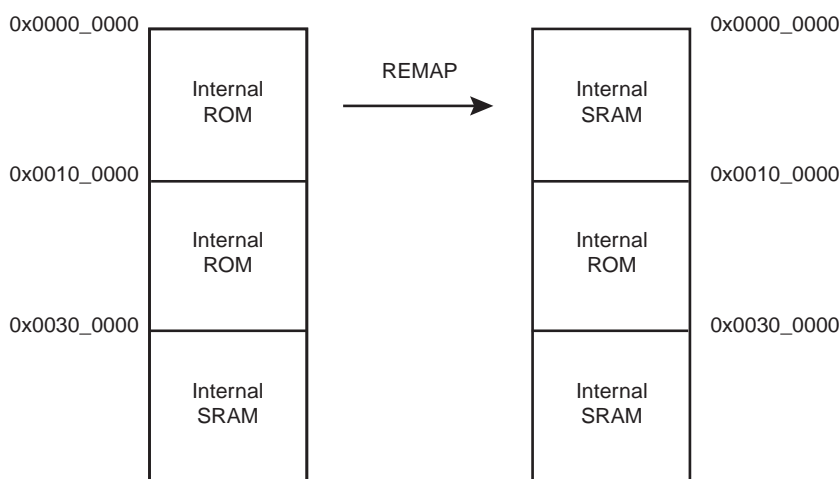 0x0000_0000
0x0000_0000
REMAP
Internal
ROM
Internal
SRAM
0x0010_0000
0x0010_0000
Internal
ROM
Internal
ROM
0x0030_0000
0x0030_0000
Internal
SRAM
Internal
SRAM